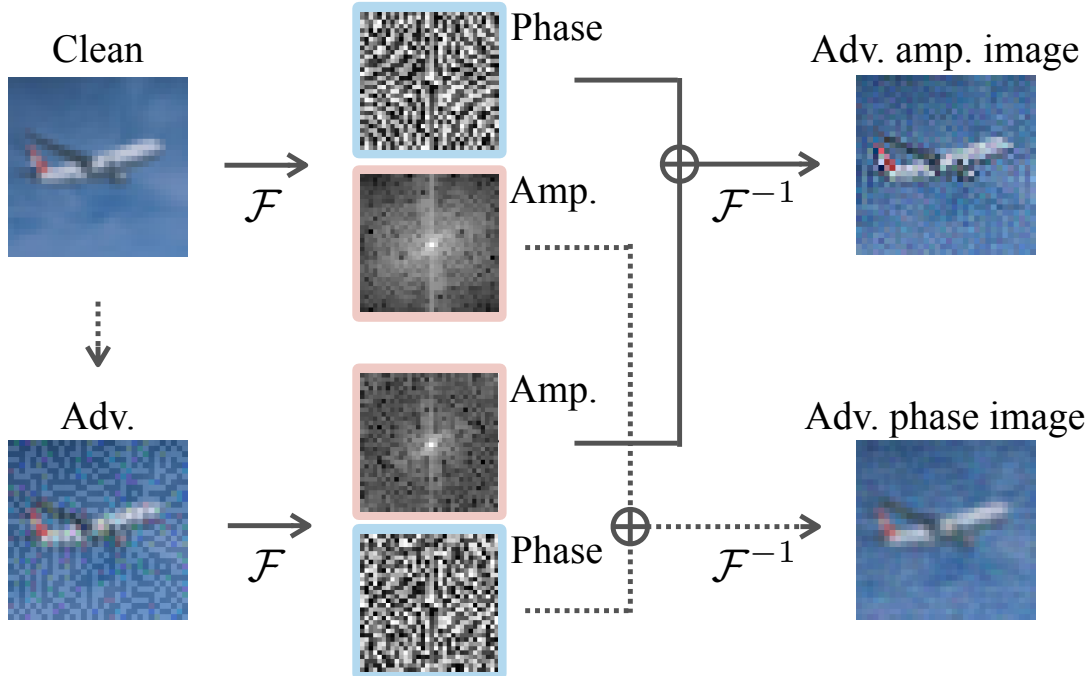 Clean
Phase
Adv. amp. image
ℱ
Amp.
ℱ⁻¹
Adv.
Amp.
Adv. phase image
ℱ
Phase
ℱ⁻¹